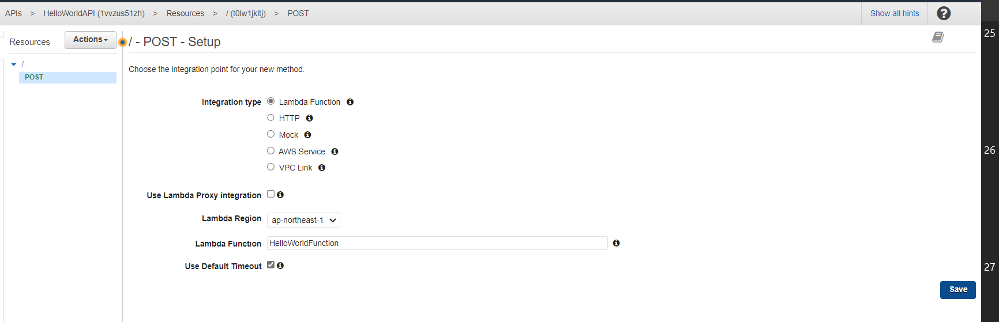 APIs > HelloWorldAPI (1vvzus51zh) > Resources > / (t0lw1jkltj) > POST Show all hints ?
Resources Actions / - POST - Setup
/
POST
Choose the integration point for your new method.
Integration type Lambda Function
HTTP
Mock
AWS Service
VPC Link
Use Lambda Proxy integration
Lambda Region ap-northeast-1
Lambda Function HelloWorldFunction
Use Default Timeout
Save
25
26
27